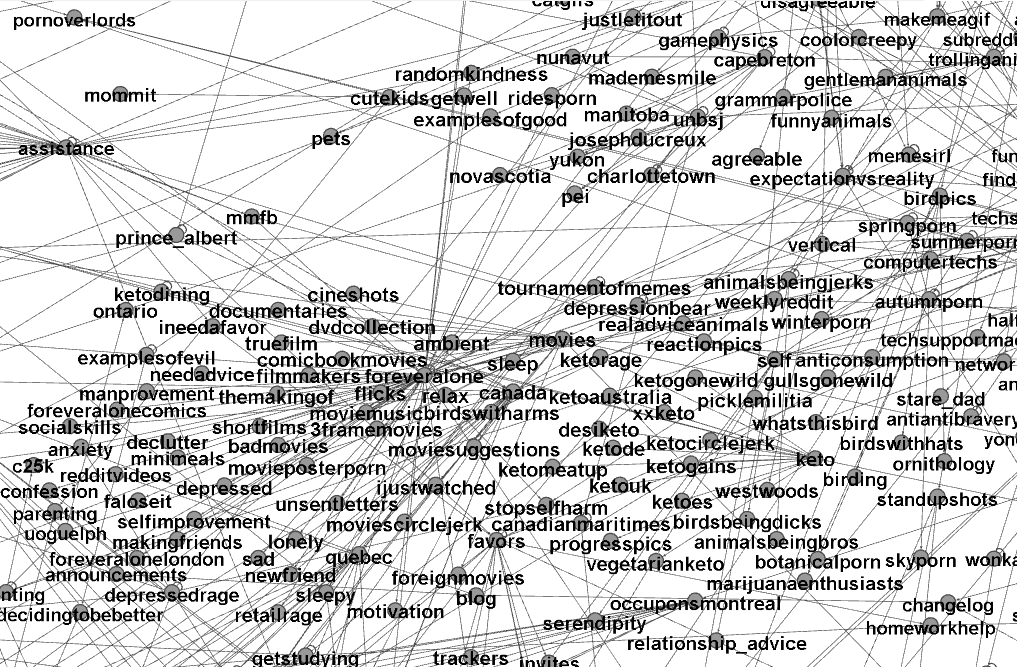 catgifs
disagreeable
pornoverlords
justletitout
makemeagif
gamephysics
coolorcreepy
subreddi
nunavut
capebreton
trollingani
randomkindness
mademesmile
gentlemananimals
mommit
cutekids
getwell
ridesporn
grammarpolice
examplesofgood
manitoba
unbsj
funnyanimals
pets
josephducreux
assistance
yukon
agreeable
memesirl
fun
novascotia
charlottetown
expectationvsreality
find
pei
birdpics
mmfb
techs
prince_albert
springporn
vertical
summerporn
computertechs
ketodining
cineshots
tournamentofmemes
animalsbeingjerks
ontario
documentaries
depressionbear
weeklyreddit
autumnporn
ineedafavor
dvdcollection
realadviceanimals
winterporn
half
truefilm
ambient
movies
reactionpics
techsupportmac
examplesofevil
comicbookmovies
sleep
ketorage
self
anticonsumption
networ
needadvice
filmmakers
foreveralone
ketogonewild
gullsgonewild
an
manprovement
themakingof
flicks
relax
canada
ketoaustralia
picklemilitia
stare_dad
foreveralonecomics
moviemusic
birdswitharms
xxketo
antiantibravery
socialskills
shortfilms
3framemovies
desiketo
whatsthisbird
anxiety
declutter
badmovies
moviesuggestions
ketode
ketocirclejerk
birdswithhats
minimeals
c25k
movieposterporn
ketomeatup
ketogains
keto
ornithology
redditvideos
birding
confession
faloseit
depressed
ijustwatched
ketouk
westwoods
standupshots
parenting
unsentletters
stopselfharm
ketoes
selfimprovement
moviescirclejerk
canadianmaritimes
birdsbeingdicks
uoguelph
makingfriends
lonely
favors
progresspics
animalsbeingbros
foreveralonelondon
sad
quebec
vegetarianketo
botanicalporn
skyporn
wonka
announcements
newfriend
foreignmovies
marijuanaenthusiasts
nting
depressedrage
sleepy
blog
occuponsmontreal
changelog
decidingtobebetter
retailrage
motivation
serendipity
homeworkhelp
relationship_advice
getstudying
trackers
invites